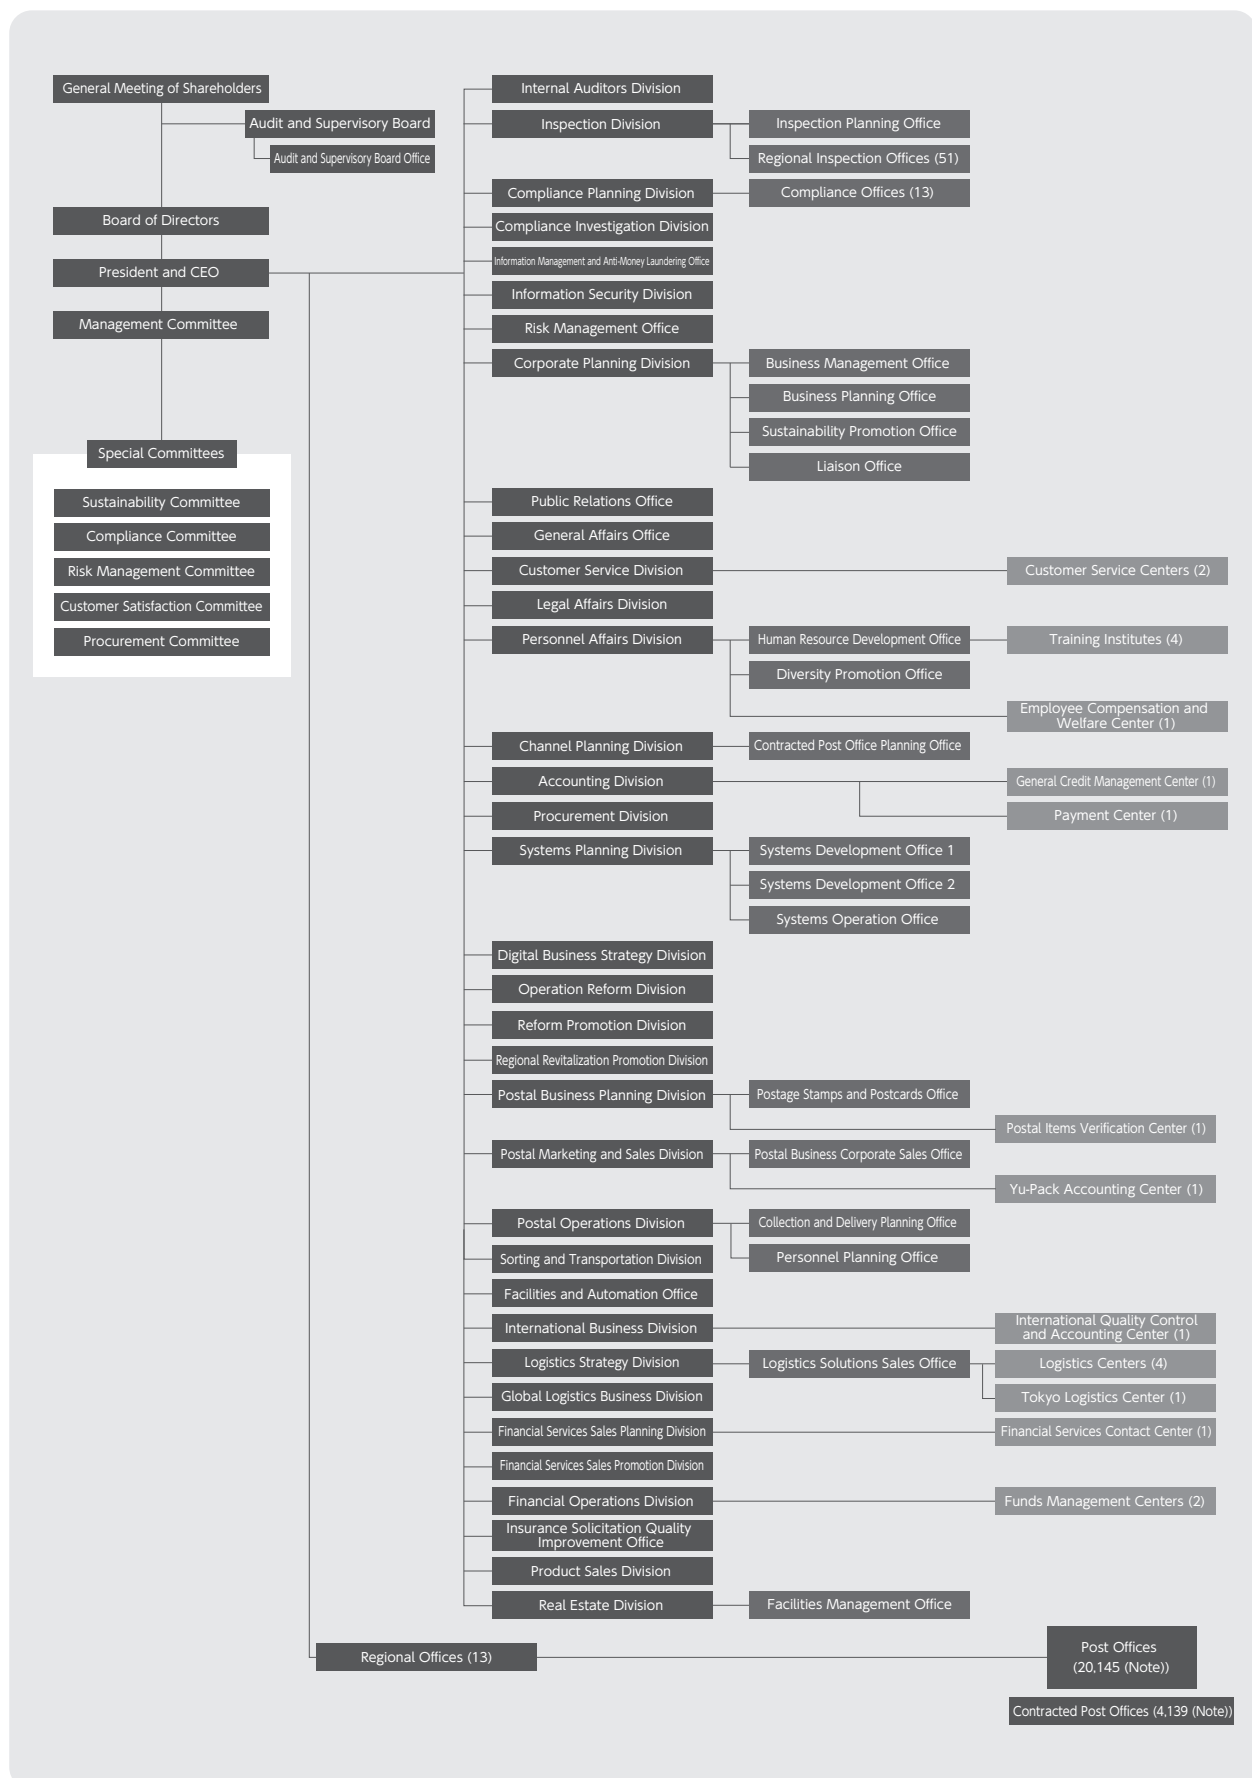 General Meeting of Shareholders
Audit and Supervisory Board
Audit and Supervisory Board Office
Board of Directors
President and CEO
Management Committee
Special Committees
Sustainability Committee
Compliance Committee
Risk Management Committee
Customer Satisfaction Committee
Procurement Committee
Internal Auditors Division
Inspection Division
Inspection Planning Office
Regional Inspection Offices (51)
Compliance Planning Division
Compliance Offices (13)
Compliance Investigation Division
Information Management and Anti-Money Laundering Office
Information Security Division
Risk Management Office
Corporate Planning Division
Business Management Office
Business Planning Office
Sustainability Promotion Office
Liaison Office
Public Relations Office
General Affairs Office
Customer Service Division
Customer Service Centers (2)
Legal Affairs Division
Personnel Affairs Division
Human Resource Development Office
Training Institutes (4)
Diversity Promotion Office
Employee Compensation and
Welfare Center (1)
Channel Planning Division
Contracted Post Office Planning Office
Accounting Division
General Credit Management Center (1)
Procurement Division
Payment Center (1)
Systems Planning Division
Systems Development Office 1
Systems Development Office 2
Systems Operation Office
Digital Business Strategy Division
Operation Reform Division
Reform Promotion Division
Regional Revitalization Promotion Division
Postal Business Planning Division
Postage Stamps and Postcards Office
Postal Items Verification Center (1)
Postal Marketing and Sales Division
Postal Business Corporate Sales Office
Yu-Pack Accounting Center (1)
Postal Operations Division
Collection and Delivery Planning Office
Sorting and Transportation Division
Personnel Planning Office
Facilities and Automation Office
International Business Division
International Quality Control
and Accounting Center (1)
Logistics Strategy Division
Logistics Solutions Sales Office
Logistics Centers (4)
Global Logistics Business Division
Tokyo Logistics Center (1)
Financial Services Sales Planning Division
Financial Services Contact Center (1)
Financial Services Sales Promotion Division
Financial Operations Division
Funds Management Centers (2)
Insurance Solicitation Quality
Improvement Office
Product Sales Division
Real Estate Division
Facilities Management Office
Regional Offices (13)
Post Offices
(20,145 (Note))
Contracted Post Offices (4,139 (Note))